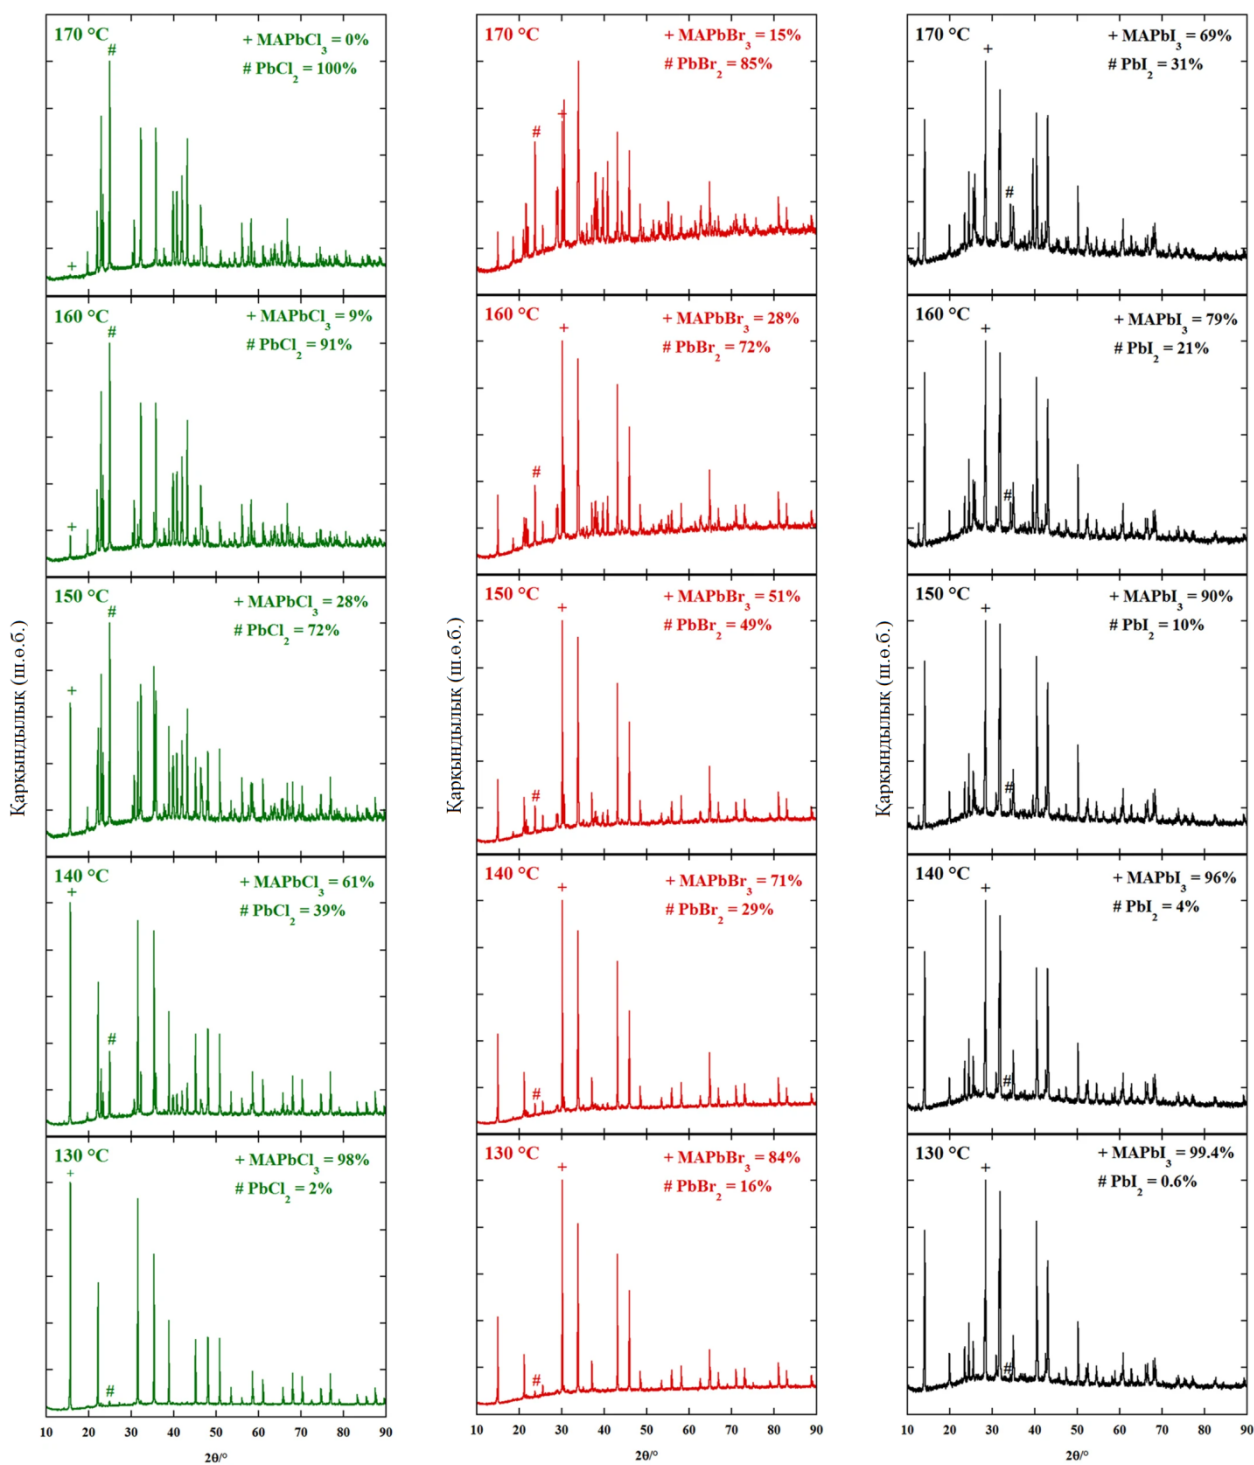 170 °C
+ MAPbCl3 = 0%
# PbCl2 = 100%
#
+
160 °C
+ MAPbCl3 = 9%
# PbCl2 = 91%
#
+
150 °C
+ MAPbCl3 = 28%
# PbCl2 = 72%
#
+
140 °C
+ MAPbCl3 = 61%
# PbCl2 = 39%
+
#
130 °C
+ MAPbCl3 = 98%
# PbCl2 = 2%
+
#
Қарқындылық (ш.ө.б.)
10 20 30 40 50 60 70 80 90
2θ/°
170 °C
+ MAPbBr3 = 15%
# PbBr2 = 85%
+
#
160 °C
+ MAPbBr3 = 28%
# PbBr2 = 72%
+
#
150 °C
+ MAPbBr3 = 51%
# PbBr2 = 49%
+
#
140 °C
+ MAPbBr3 = 71%
# PbBr2 = 29%
+
#
130 °C
+ MAPbBr3 = 84%
# PbBr2 = 16%
+
#
Қарқындылық (ш.ө.б.)
10 20 30 40 50 60 70 80 90
2θ/°
170 °C
+ MAPbI3 = 69%
# PbI2 = 31%
+
#
160 °C
+ MAPbI3 = 79%
# PbI2 = 21%
+
#
150 °C
+ MAPbI3 = 90%
# PbI2 = 10%
+
#
140 °C
+ MAPbI3 = 96%
# PbI2 = 4%
+
#
130 °C
+ MAPbI3 = 99.4%
# PbI2 = 0.6%
+
#
Қарқындылық (ш.ө.б.)
10 20 30 40 50 60 70 80 90
2θ/°